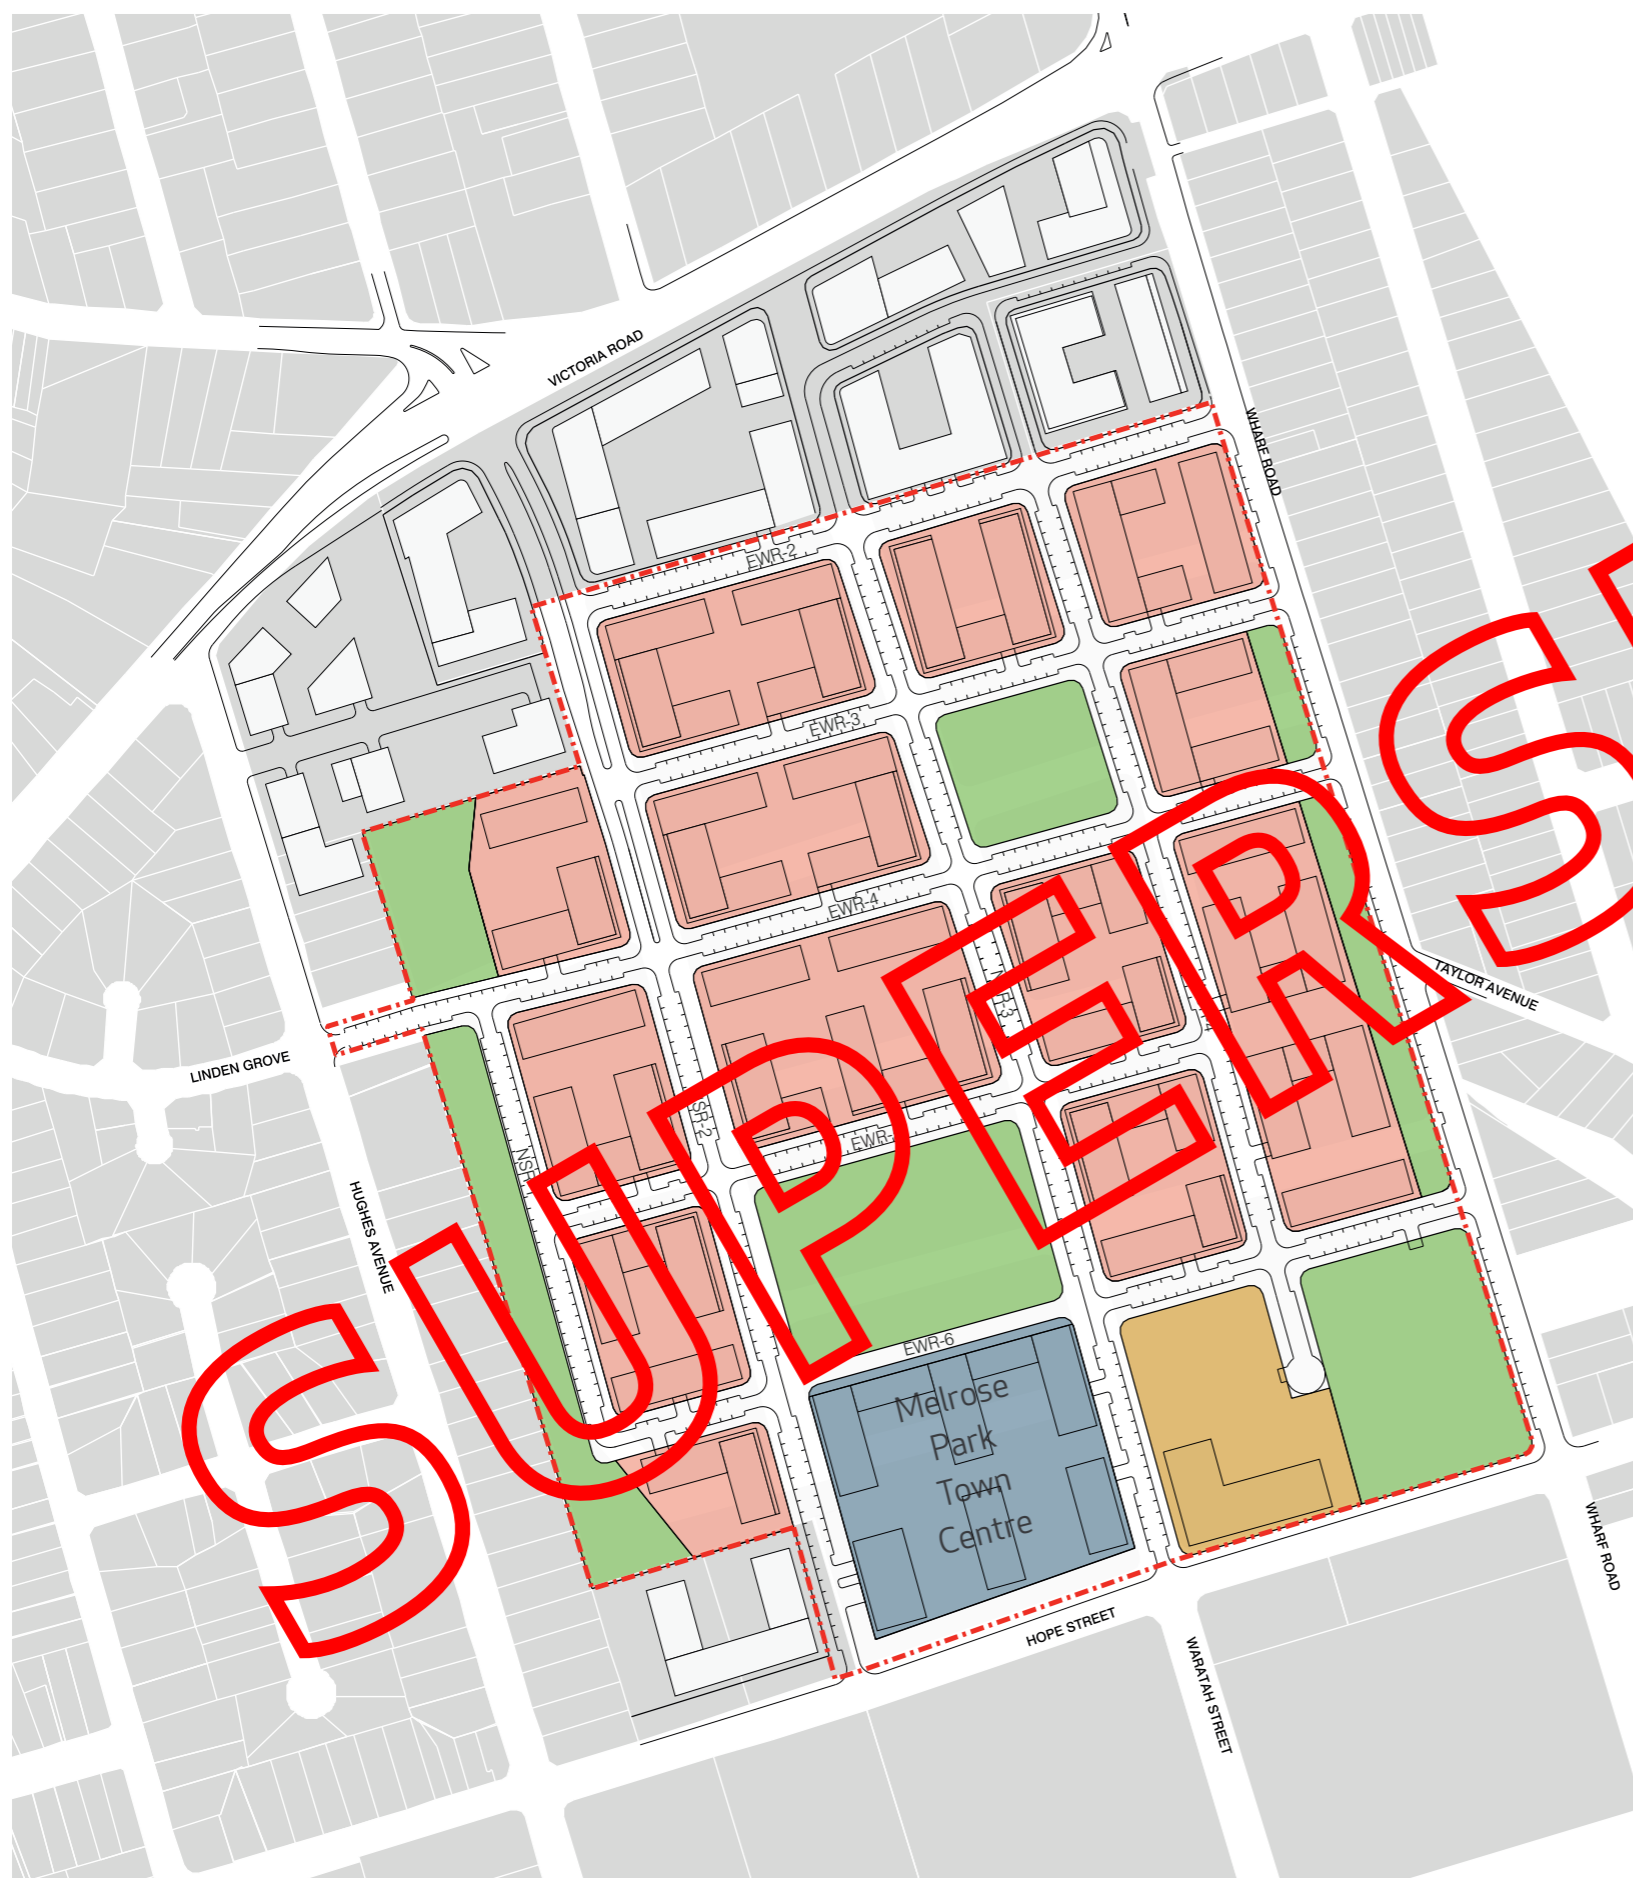 VICTORIA ROAD
WHARF ROAD
EWR-2
EWR-3
EWR-4
TAYLOR AVENUE
LINDEN GROVE
SR-2
EWR-
HUGHES AVENUE
EWR-6
Melrose
Park
Town
Centre
WHARF ROAD
HOPE STREET
WARATAH STREET
SUPERS